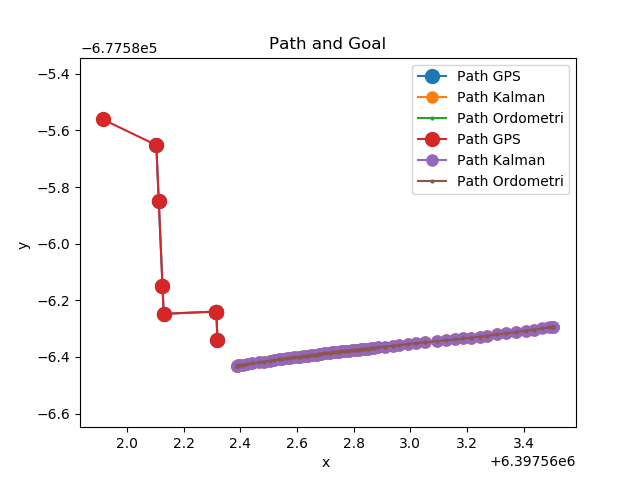 Path and Goal
−6.7758e5
Path GPS
Path Kalman
Path Ordometri
Path GPS
Path Kalman
Path Ordometri
−5.4
−5.6
−5.8
−6.0
−6.2
−6.4
−6.6
y
2.0 2.2 2.4 2.6 2.8 3.0 3.2 3.4
x
+6.39756e6